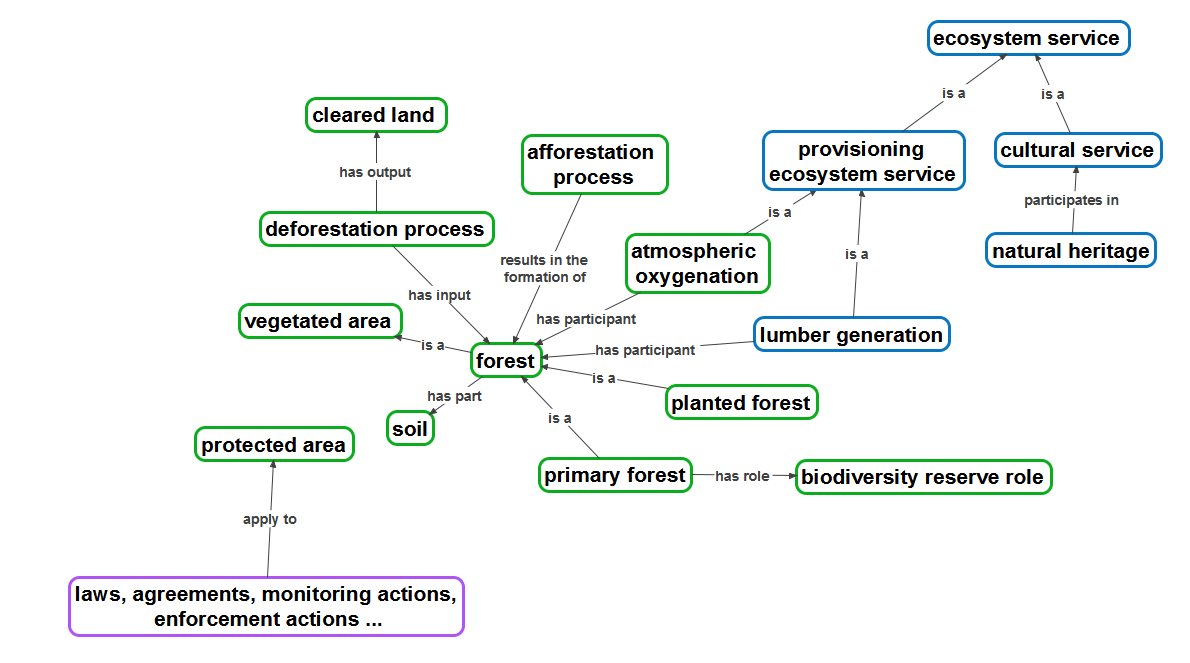 ecosystem service
is a
is a
cleared land
has output
afforestation
process
provisioning
ecosystem service
cultural service
participates in
is a
deforestation process
atmospheric
oxygenation
natural heritage
results in the
formation of
is a
has input
vegetated area
has participant
lumber generation
is a
has participant
forest
is a
has part
planted forest
soil
is a
protected area
primary forest
has role
biodiversity reserve role
apply to
laws, agreements, monitoring actions,
enforcement actions ...